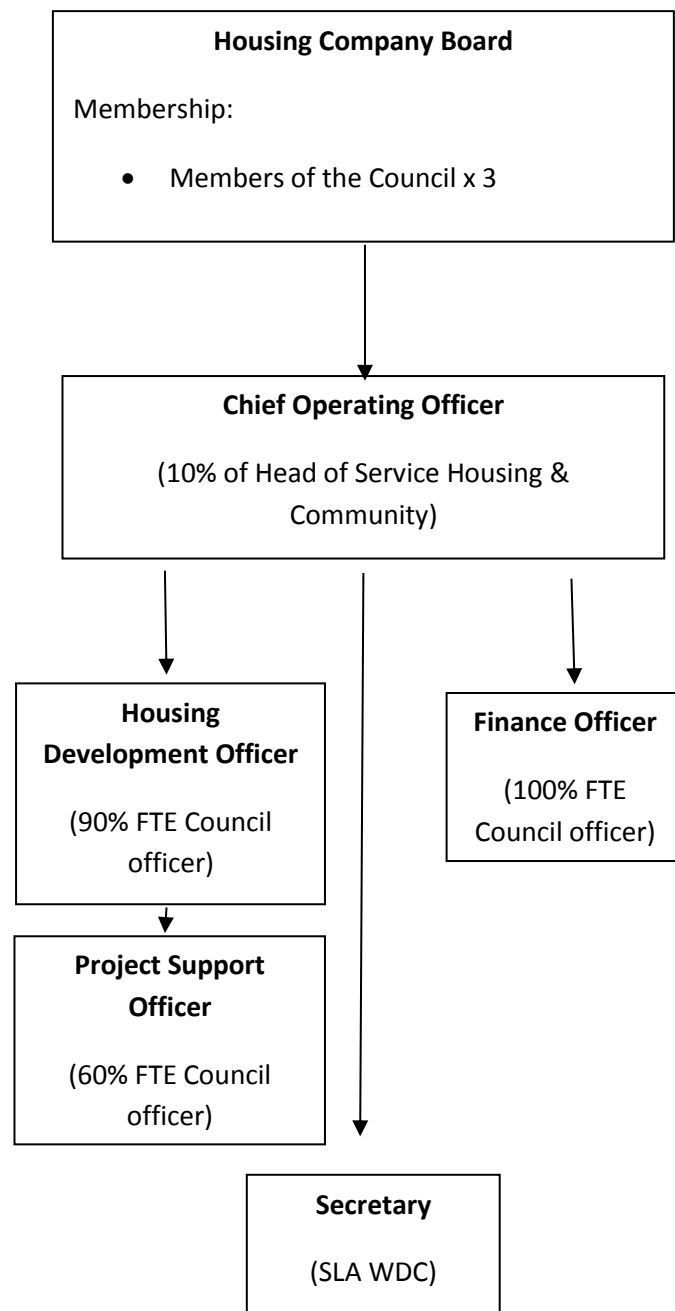 Housing Company Board
Membership:
• Members of the Council x 3
Chief Operating Officer
(10% of Head of Service Housing &
Community)
Housing
Development Officer
(90% FTE Council
officer)
Finance Officer
(100% FTE
Council officer)
Project Support
Officer
(60% FTE Council
officer)
Secretary
(SLA WDC)